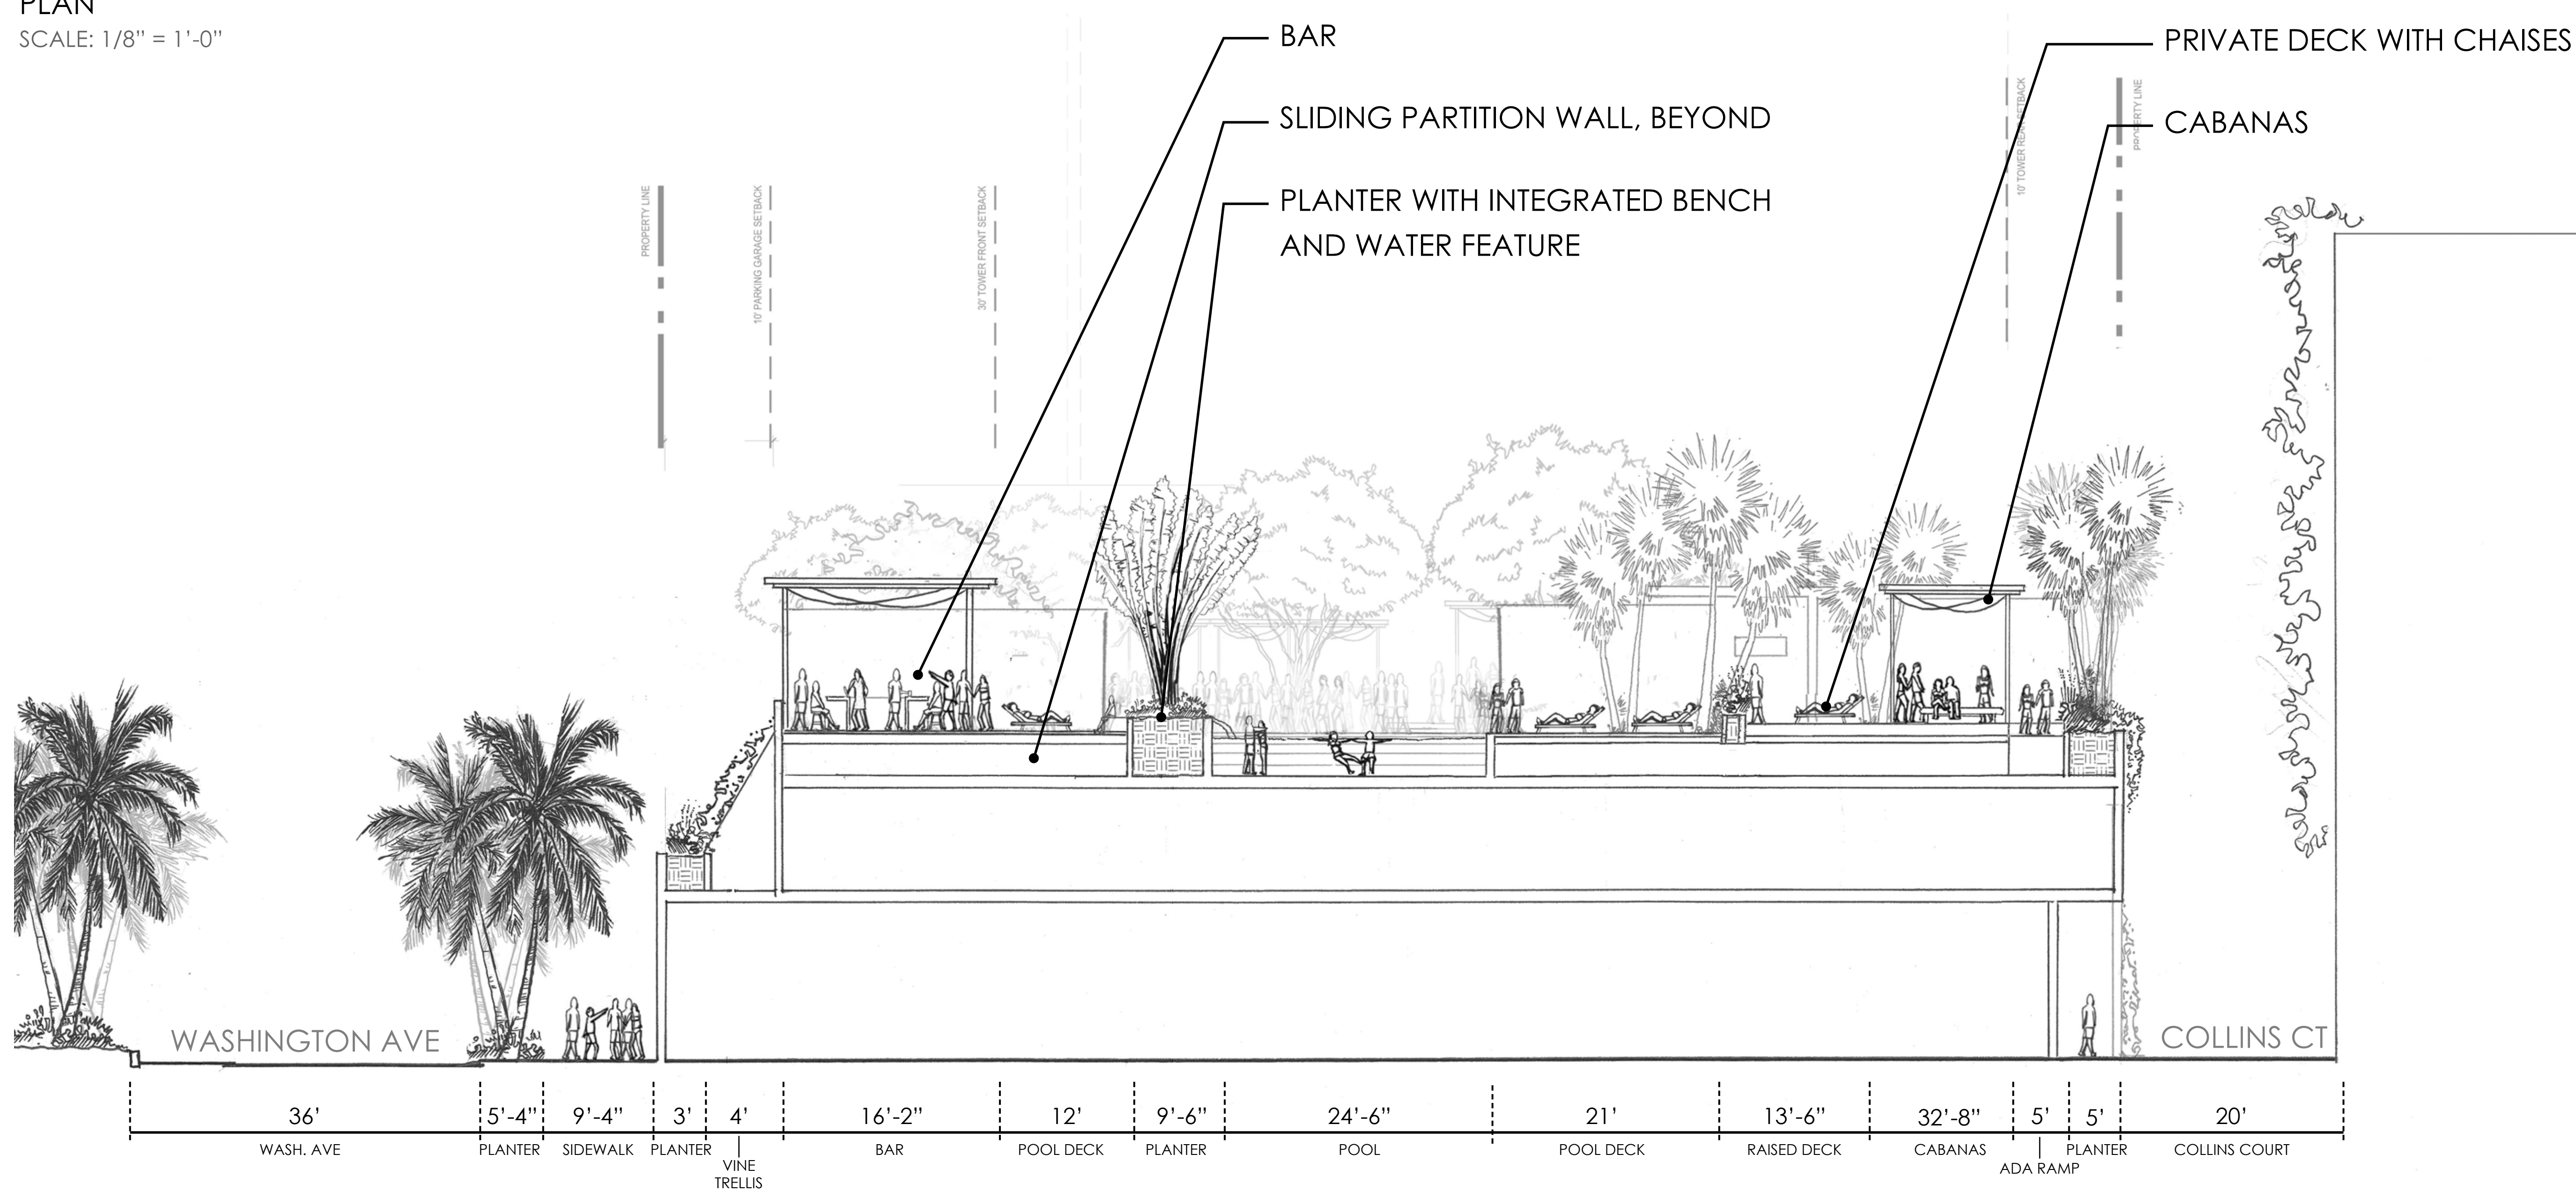 PLAN
SCALE: 1/8” = 1’-0”
BAR
SLIDING PARTITION WALL, BEYOND
PLANTER WITH INTEGRATED BENCH
AND WATER FEATURE
PRIVATE DECK WITH CHAISES
CABANAS
PROPERTY LINE
10' PARKING GARAGE SETBACK
30' TOWER FRONT SETBACK
10' TOWER REAR SETBACK
PROPERTY LINE
WASHINGTON AVE
COLLINS CT
36’ 5’-4” 9’-4” 3’ 4’ 16’-2” 12’ 9’-6” 24’-6” 21’ 13’-6” 32’-8” 5’ 5’ 20’
WASH. AVE PLANTER SIDEWALK PLANTER BAR POOL DECK PLANTER POOL POOL DECK RAISED DECK CABANAS PLANTER COLLINS COURT
VINE
TRELLIS
ADA RAMP